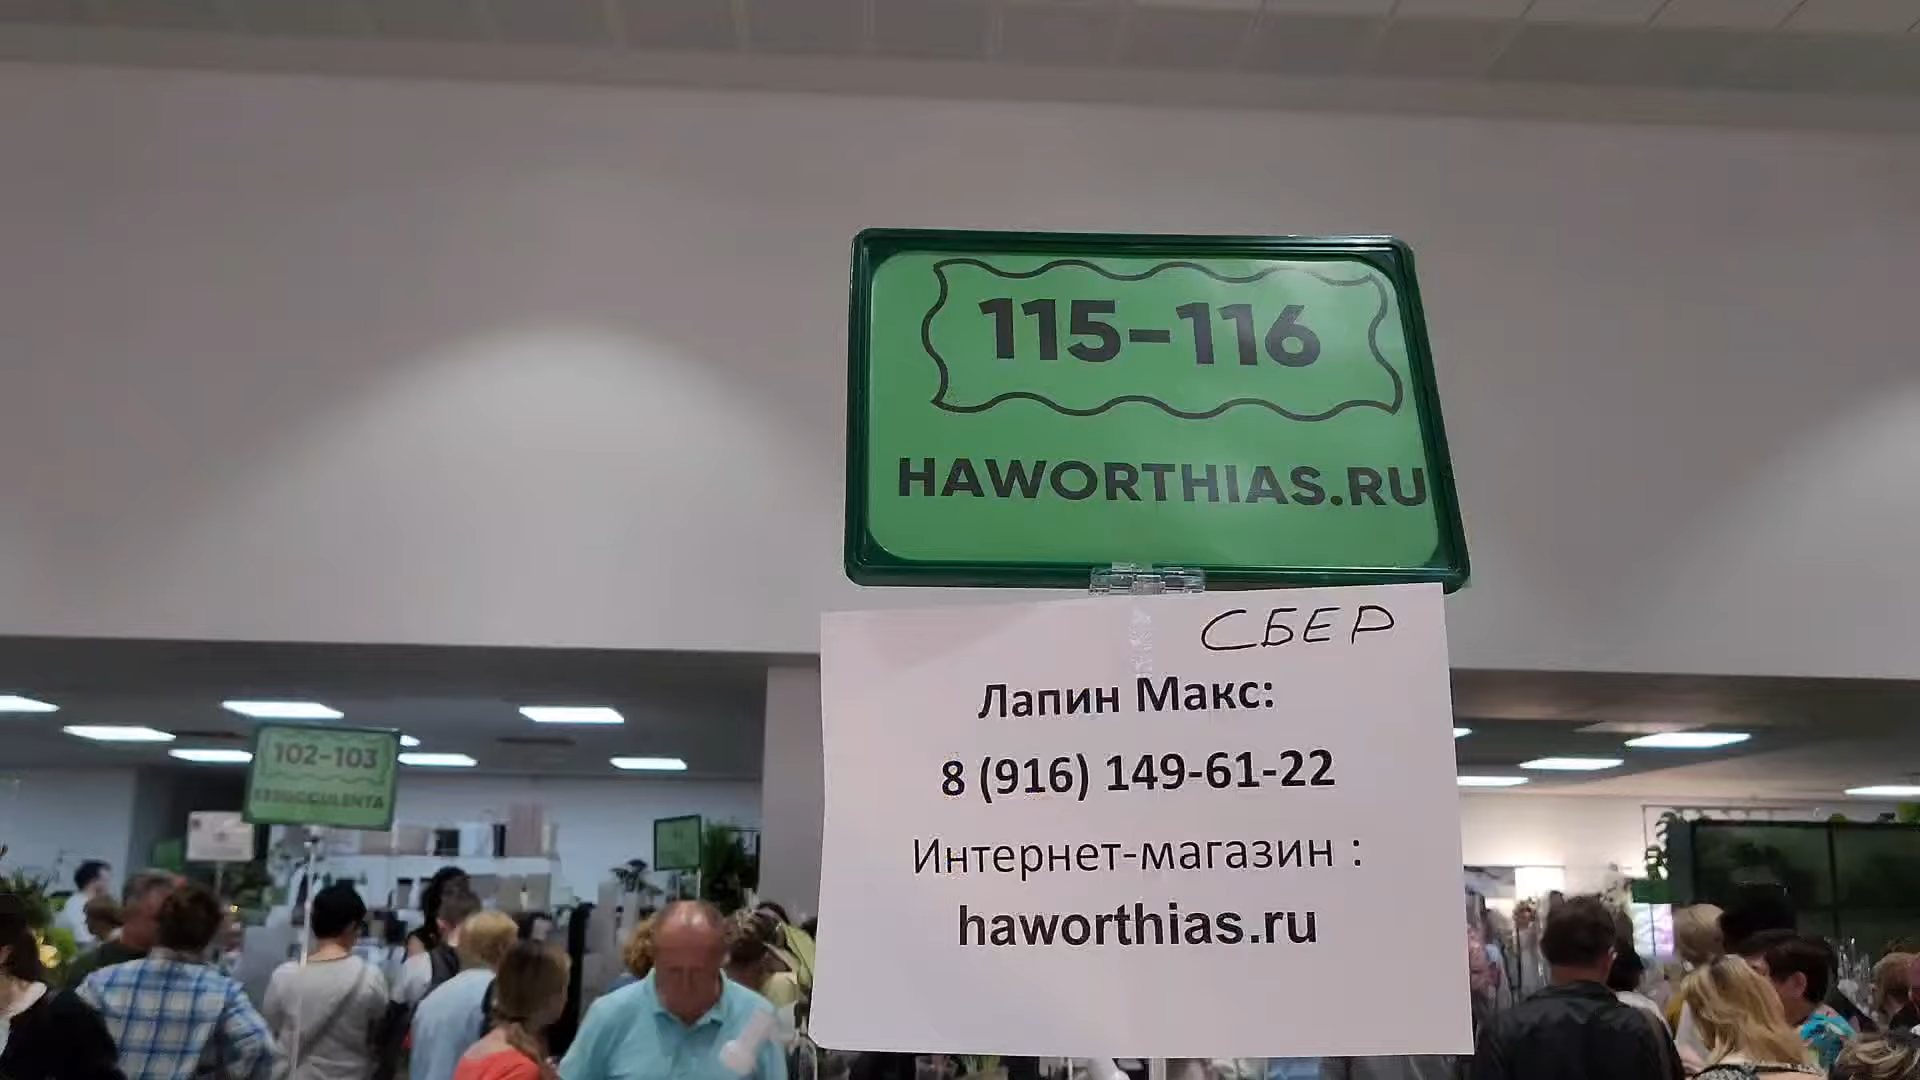 115-116
HAWORTHIAS.RU
СБЕР
Лапин Макс:
8 (916) 149-61-22
Интернет-магазин :
haworthias.ru
102-103